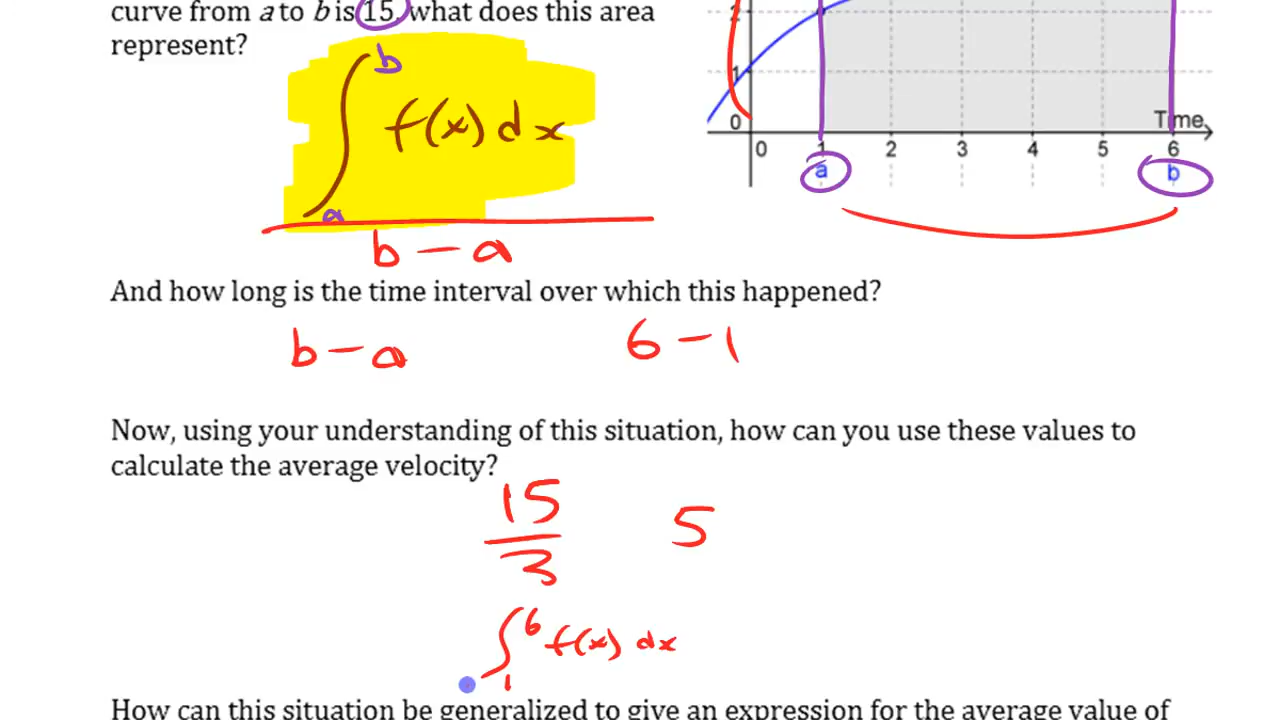 curve from a to b is 15, what does this area
represent?
2
1
0
Time
0 1 2 3 4 5 6
a b
∫ₐᵇ f(x) dx
b − a
And how long is the time interval over which this happened?
b − a 6 − 1
Now, using your understanding of this situation, how can you use these values to
calculate the average velocity?
15/3 5
∫₁⁶ f(x) dx
How can this situation be generalized to give an expression for the average value of